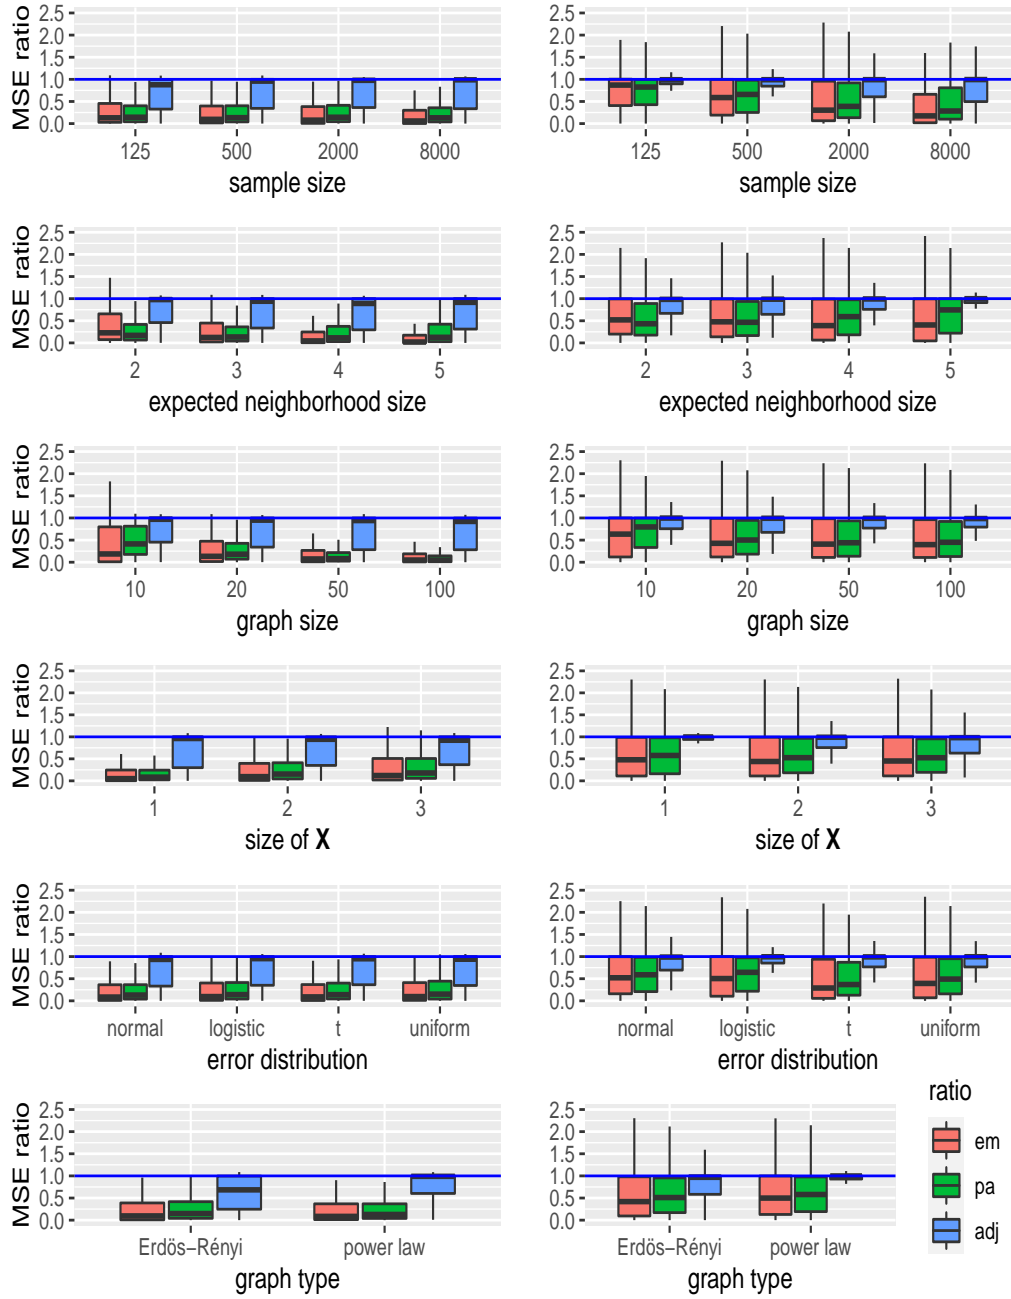 MSE ratio
2.5
2.0
1.5
1.0
0.5
0.0
125 500 2000 8000
sample size
2.5
2.0
1.5
1.0
0.5
0.0
125 500 2000 8000
sample size
MSE ratio
2.5
2.0
1.5
1.0
0.5
0.0
2 3 4 5
expected neighborhood size
2.5
2.0
1.5
1.0
0.5
0.0
2 3 4 5
expected neighborhood size
MSE ratio
2.5
2.0
1.5
1.0
0.5
0.0
10 20 50 100
graph size
2.5
2.0
1.5
1.0
0.5
0.0
10 20 50 100
graph size
MSE ratio
2.5
2.0
1.5
1.0
0.5
0.0
1 2 3
size of X
2.5
2.0
1.5
1.0
0.5
0.0
1 2 3
size of X
MSE ratio
2.5
2.0
1.5
1.0
0.5
0.0
normal logistic t uniform
error distribution
2.5
2.0
1.5
1.0
0.5
0.0
normal logistic t uniform
error distribution
MSE ratio
2.5
2.0
1.5
1.0
0.5
0.0
Erdös−Rényi power law
graph type
2.5
2.0
1.5
1.0
0.5
0.0
Erdös−Rényi power law
graph type
ratio
em
pa
adj